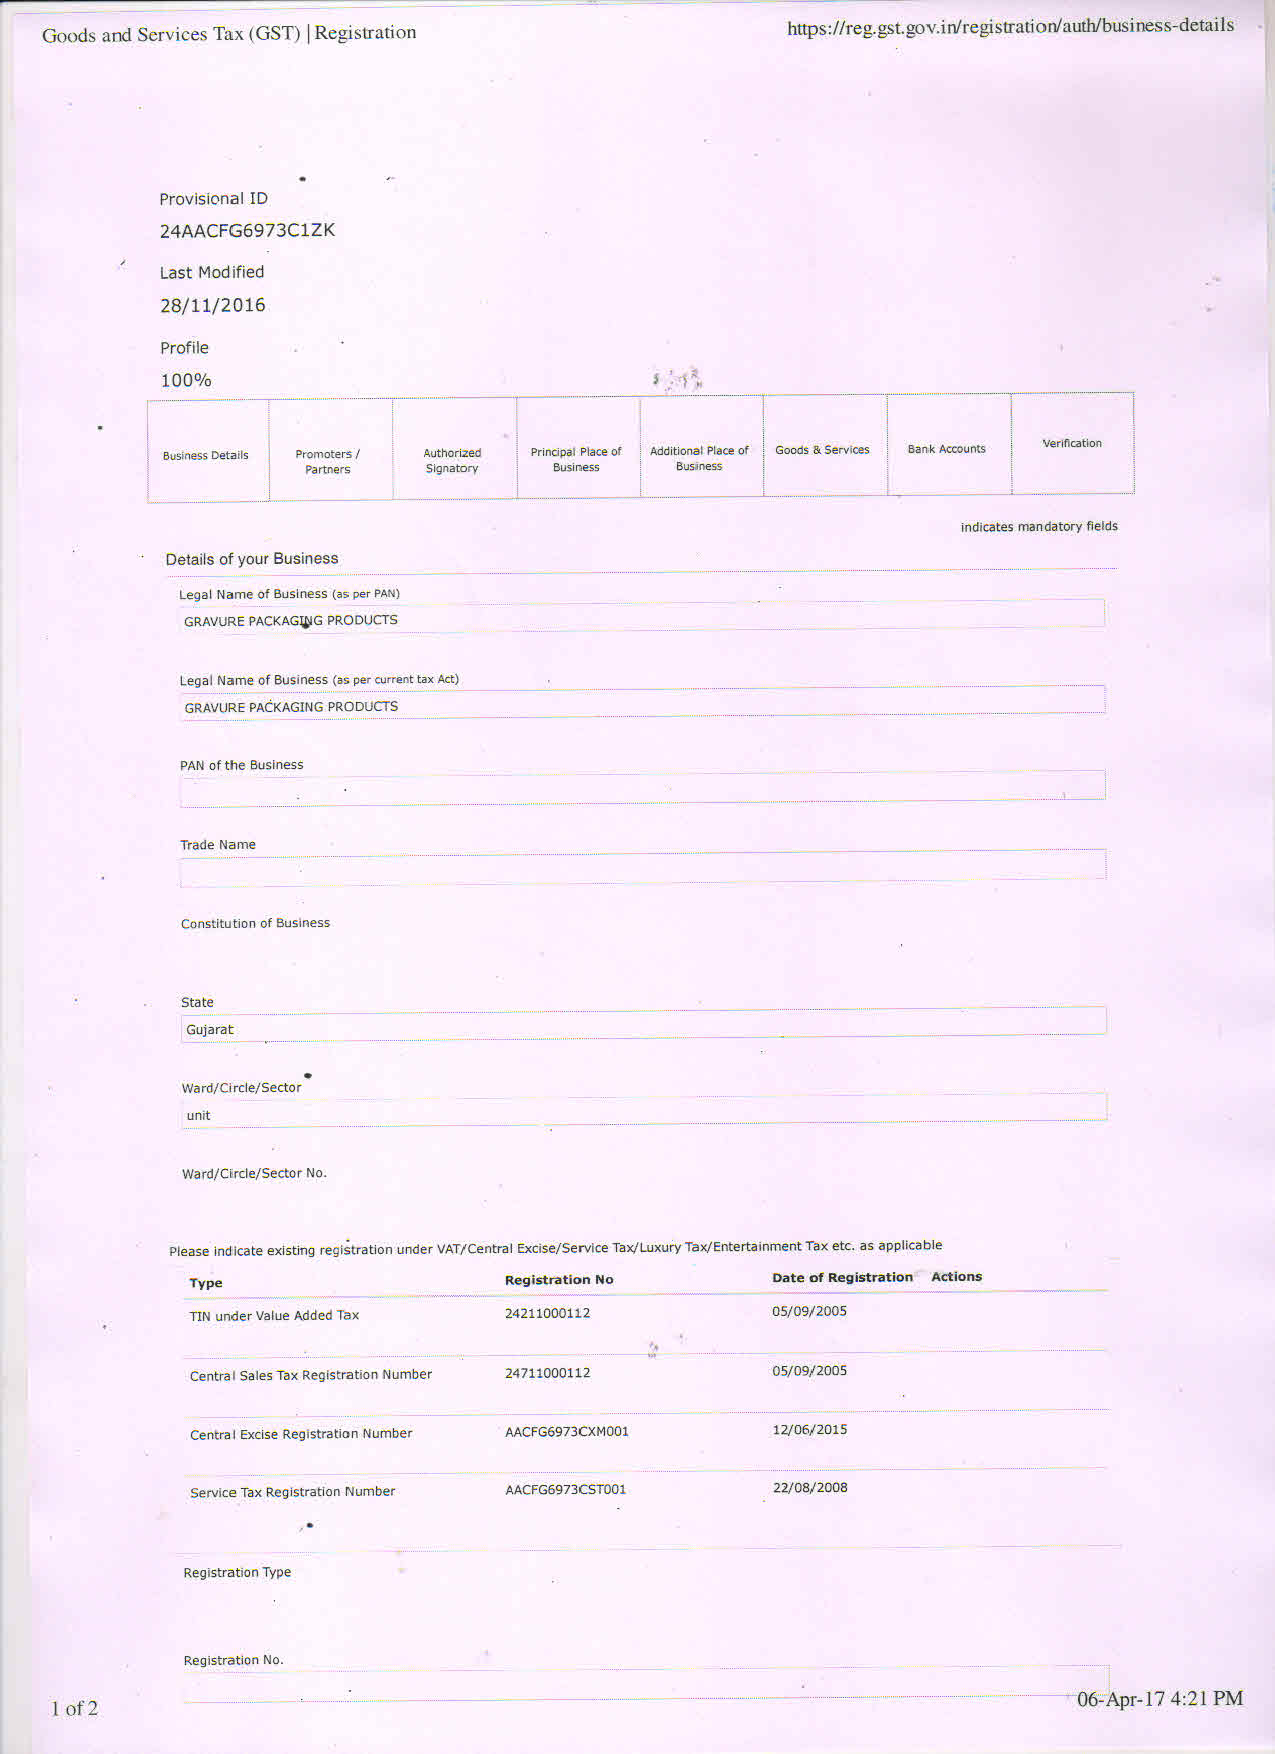 Goods and Services Tax (GST) | Registration
https://reg.gst.gov.in/registration/auth/business-details
Provisional ID
24AACFG6973C1ZK
Last Modified
28/11/2016
Profile
100%
Business Details
Promoters /
Partners
Authorized
Signatory
Principal Place of
Business
Additional Place of
Business
Goods & Services
Bank Accounts
Verification
indicates mandatory fields
Details of your Business
Legal Name of Business (as per PAN)
GRAVURE PACKAGING PRODUCTS
Legal Name of Business (as per current tax Act)
GRAVURE PACKAGING PRODUCTS
PAN of the Business
Trade Name
Constitution of Business
State
Gujarat
Ward/Circle/Sector
unit
Ward/Circle/Sector No.
Please indicate existing registration under VAT/Central Excise/Service Tax/Luxury Tax/Entertainment Tax etc. as applicable
Type Registration No Date of Registration Actions
TIN under Value Added Tax 24211000112 05/09/2005
Central Sales Tax Registration Number 24711000112 05/09/2005
Central Excise Registration Number AACFG6973CXM001 12/06/2015
Service Tax Registration Number AACFG6973CST001 22/08/2008
Registration Type
Registration No.
1 of 2
06-Apr-17 4:21 PM